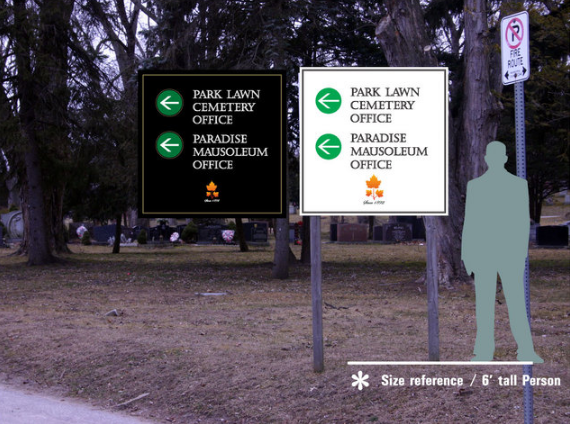 PARK LAWN
CEMETERY
OFFICE
PARADISE
MAUSOLEUM
OFFICE
PARK LAWN
CEMETERY
OFFICE
PARADISE
MAUSOLEUM
OFFICE
P
FIRE
ROUTE
* Size reference / 6' tall Person